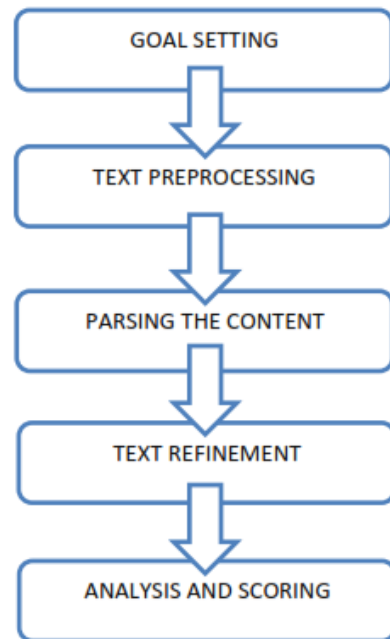 GOAL SETTING
TEXT PREPROCESSING
PARSING THE CONTENT
TEXT REFINEMENT
ANALYSIS AND SCORING